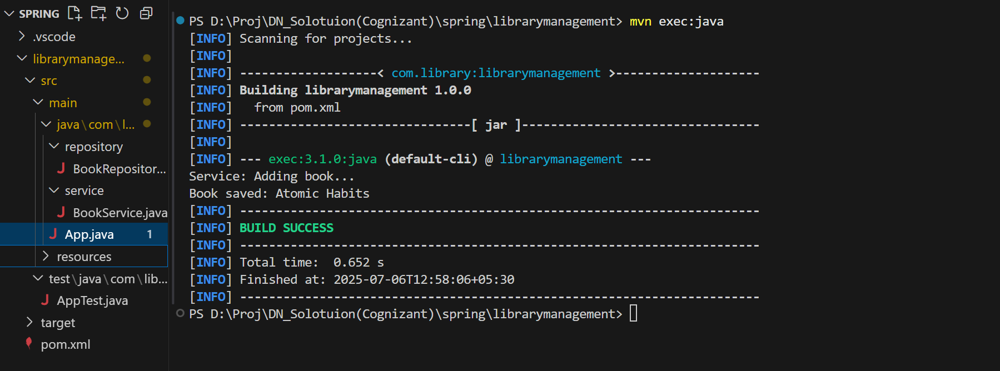 SPRING
.vscode
librarymanage...
src
main
java\com\l...
repository
BookRepositor...
service
BookService.java
App.java 1
resources
test\java\com\lib...
AppTest.java
target
pom.xml
PS D:\Proj\DN_Solotuion(Cognizant)\spring\librarymanagement> mvn exec:java
[INFO] Scanning for projects...
[INFO]
[INFO] -------------------< com.library:librarymanagement >--------------------
[INFO] Building librarymanagement 1.0.0
[INFO]   from pom.xml
[INFO] --------------------------------[ jar ]---------------------------------
[INFO]
[INFO] --- exec:3.1.0:java (default-cli) @ librarymanagement ---
Service: Adding book...
Book saved: Atomic Habits
[INFO] ------------------------------------------------------------------------
[INFO] BUILD SUCCESS
[INFO] ------------------------------------------------------------------------
[INFO] Total time:  0.652 s
[INFO] Finished at: 2025-07-06T12:58:06+05:30
[INFO] ------------------------------------------------------------------------
PS D:\Proj\DN_Solotuion(Cognizant)\spring\librarymanagement>